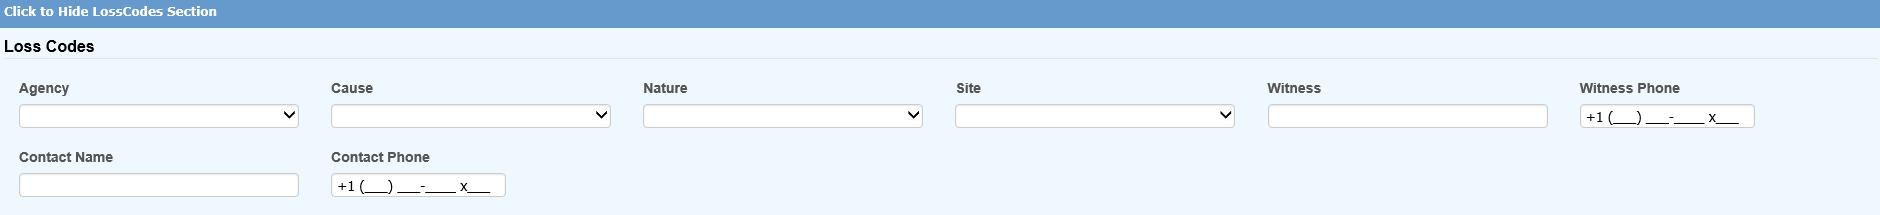 Click to Hide LossCodes Section
Loss Codes
Agency Cause Nature Site Witness Witness Phone
+1 (___) ___-____ x___
Contact Name Contact Phone
+1 (___) ___-____ x___